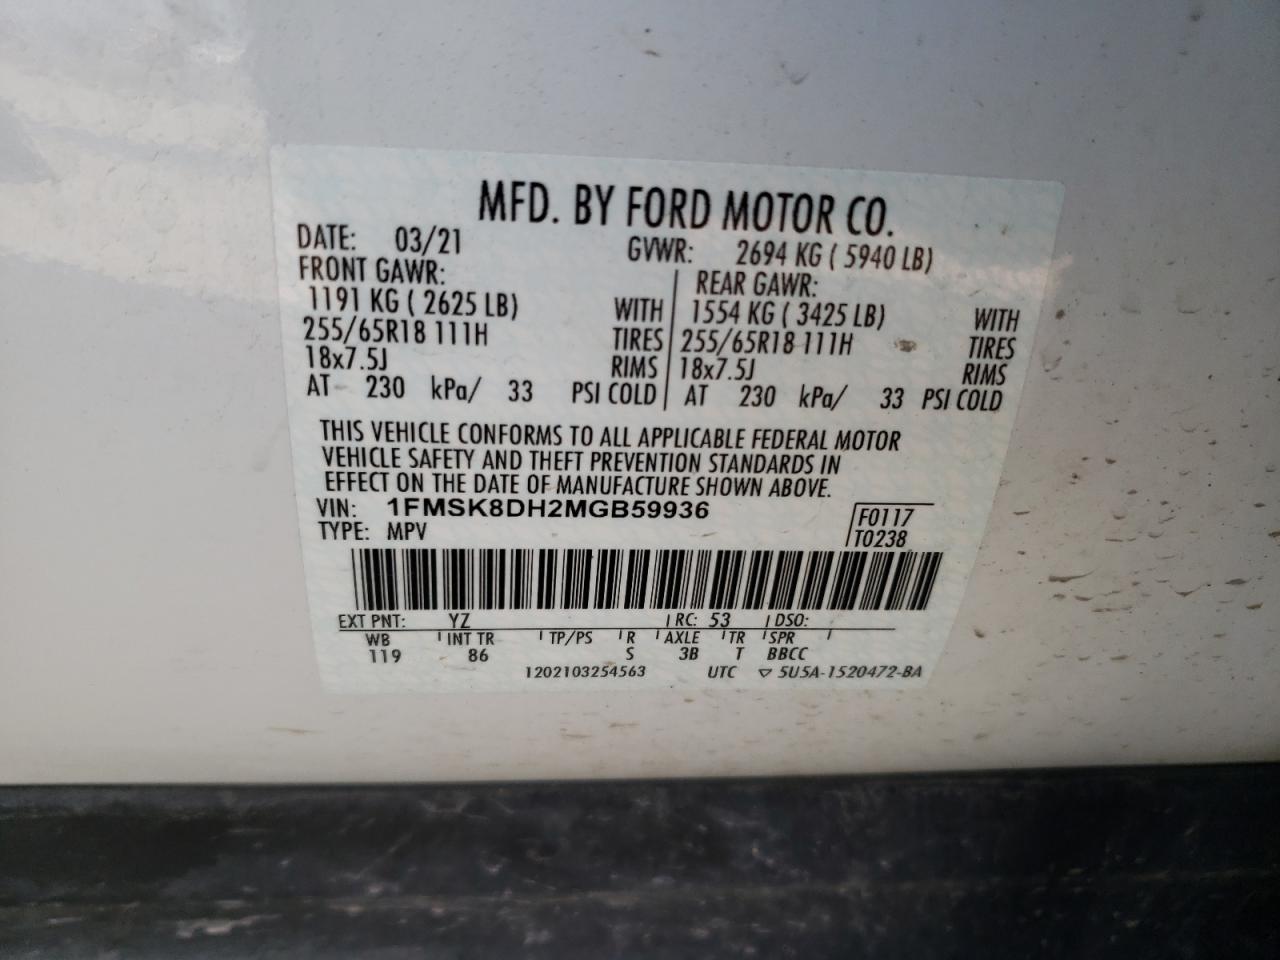 MFD. BY FORD MOTOR CO.
DATE: 03/21 GVWR: 2694 KG ( 5940 LB)
FRONT GAWR: REAR GAWR:
1191 KG ( 2625 LB) WITH 1554 KG ( 3425 LB) WITH
255/65R18 111H TIRES 255/65R18 111H TIRES
18x7.5J RIMS 18x7.5J RIMS
AT 230 kPa/ 33 PSI COLD AT 230 kPa/ 33 PSI COLD
THIS VEHICLE CONFORMS TO ALL APPLICABLE FEDERAL MOTOR
VEHICLE SAFETY AND THEFT PREVENTION STANDARDS IN
EFFECT ON THE DATE OF MANUFACTURE SHOWN ABOVE.
VIN: 1FMSK8DH2MGB59936 F0117
TYPE: MPV T0238
EXT PNT: YZ RC: 53 DSO:
WB INT TR TP/PS R AXLE TR SPR
119 86 S 3B T BBCC
1202103254563 UTC ▽ 5U5A-1520472-BA